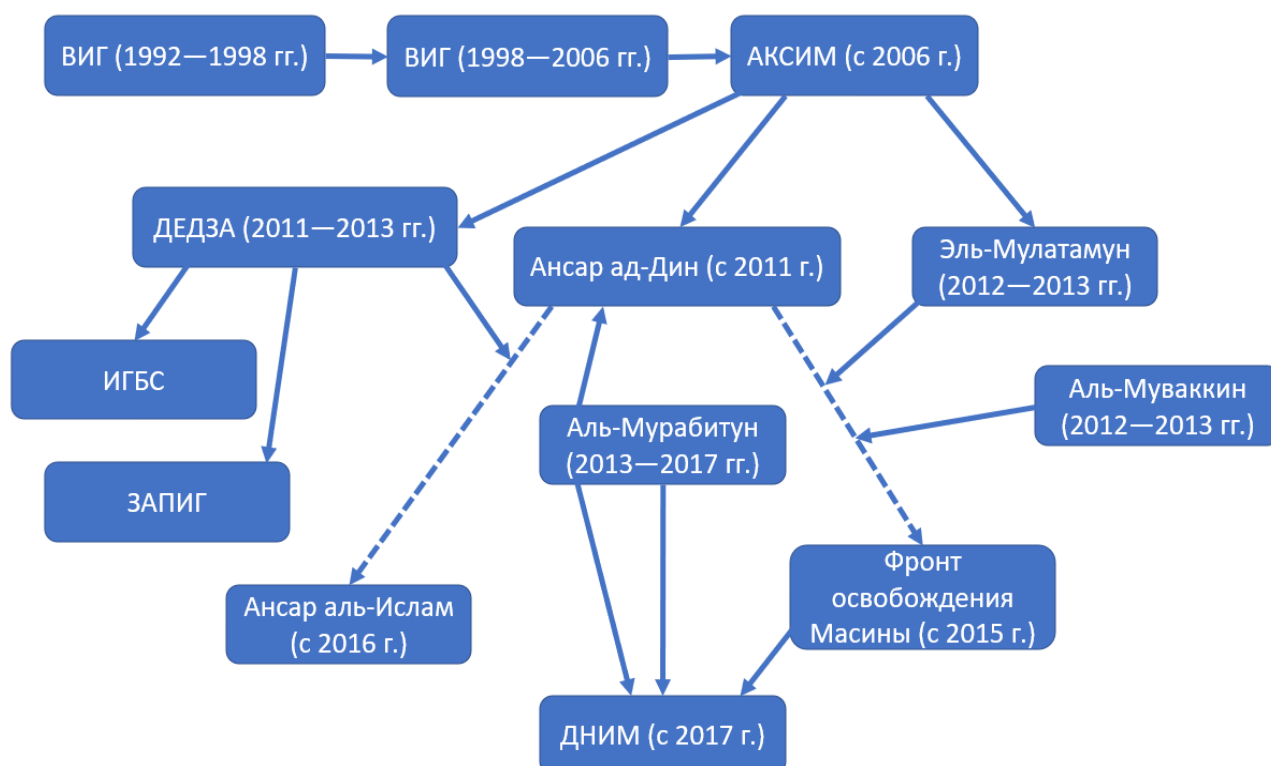 ВИГ (1992—1998 гг.)
ВИГ (1998—2006 гг.)
АКСИМ (с 2006 г.)
ДЕДЗА (2011—2013 гг.)
Ансар ад-Дин (с 2011 г.)
Эль-Мулатамун
(2012—2013 гг.)
ИГБС
Аль-Муваккин
(2012—2013 гг.)
Аль-Мурабитун
(2013—2017 гг.)
ЗАПИГ
Ансар аль-Ислам
(с 2016 г.)
Фронт
освобождения
Масины (с 2015 г.)
ДНИМ (с 2017 г.)